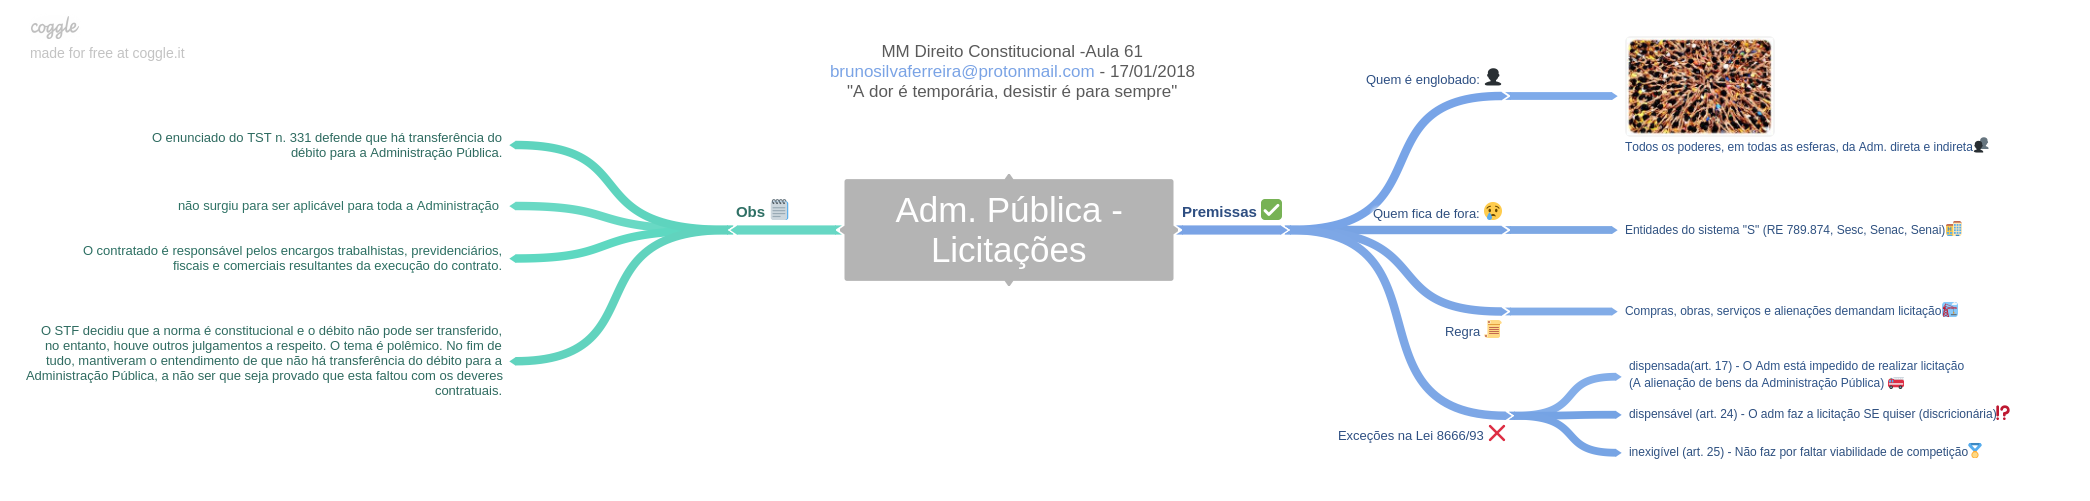 coggle
made for free at coggle.it
MM Direito Constitucional -Aula 61
brunosilvaferreira@protonmail.com - 17/01/2018
"A dor é temporária, desistir é para sempre"
Adm. Pública -
Licitações
Obs
O enunciado do TST n. 331 defende que há transferência do
débito para a Administração Pública.
não surgiu para ser aplicável para toda a Administração
O contratado é responsável pelos encargos trabalhistas, previdenciários,
fiscais e comerciais resultantes da execução do contrato.
O STF decidiu que a norma é constitucional e o débito não pode ser transferido,
no entanto, houve outros julgamentos a respeito. O tema é polêmico. No fim de
tudo, mantiveram o entendimento de que não há transferência do débito para a
Administração Pública, a não ser que seja provado que esta faltou com os deveres
contratuais.
Premissas
Quem é englobado:
Todos os poderes, em todas as esferas, da Adm. direta e indireta
Quem fica de fora:
Entidades do sistema "S" (RE 789.874, Sesc, Senac, Senai)
Regra
Compras, obras, serviços e alienações demandam licitação
Exceções na Lei 8666/93
dispensada(art. 17) - O Adm está impedido de realizar licitação
(A alienação de bens da Administração Pública)
dispensável (art. 24) - O adm faz a licitação SE quiser (discricionária)
inexigível (art. 25) - Não faz por faltar viabilidade de competição